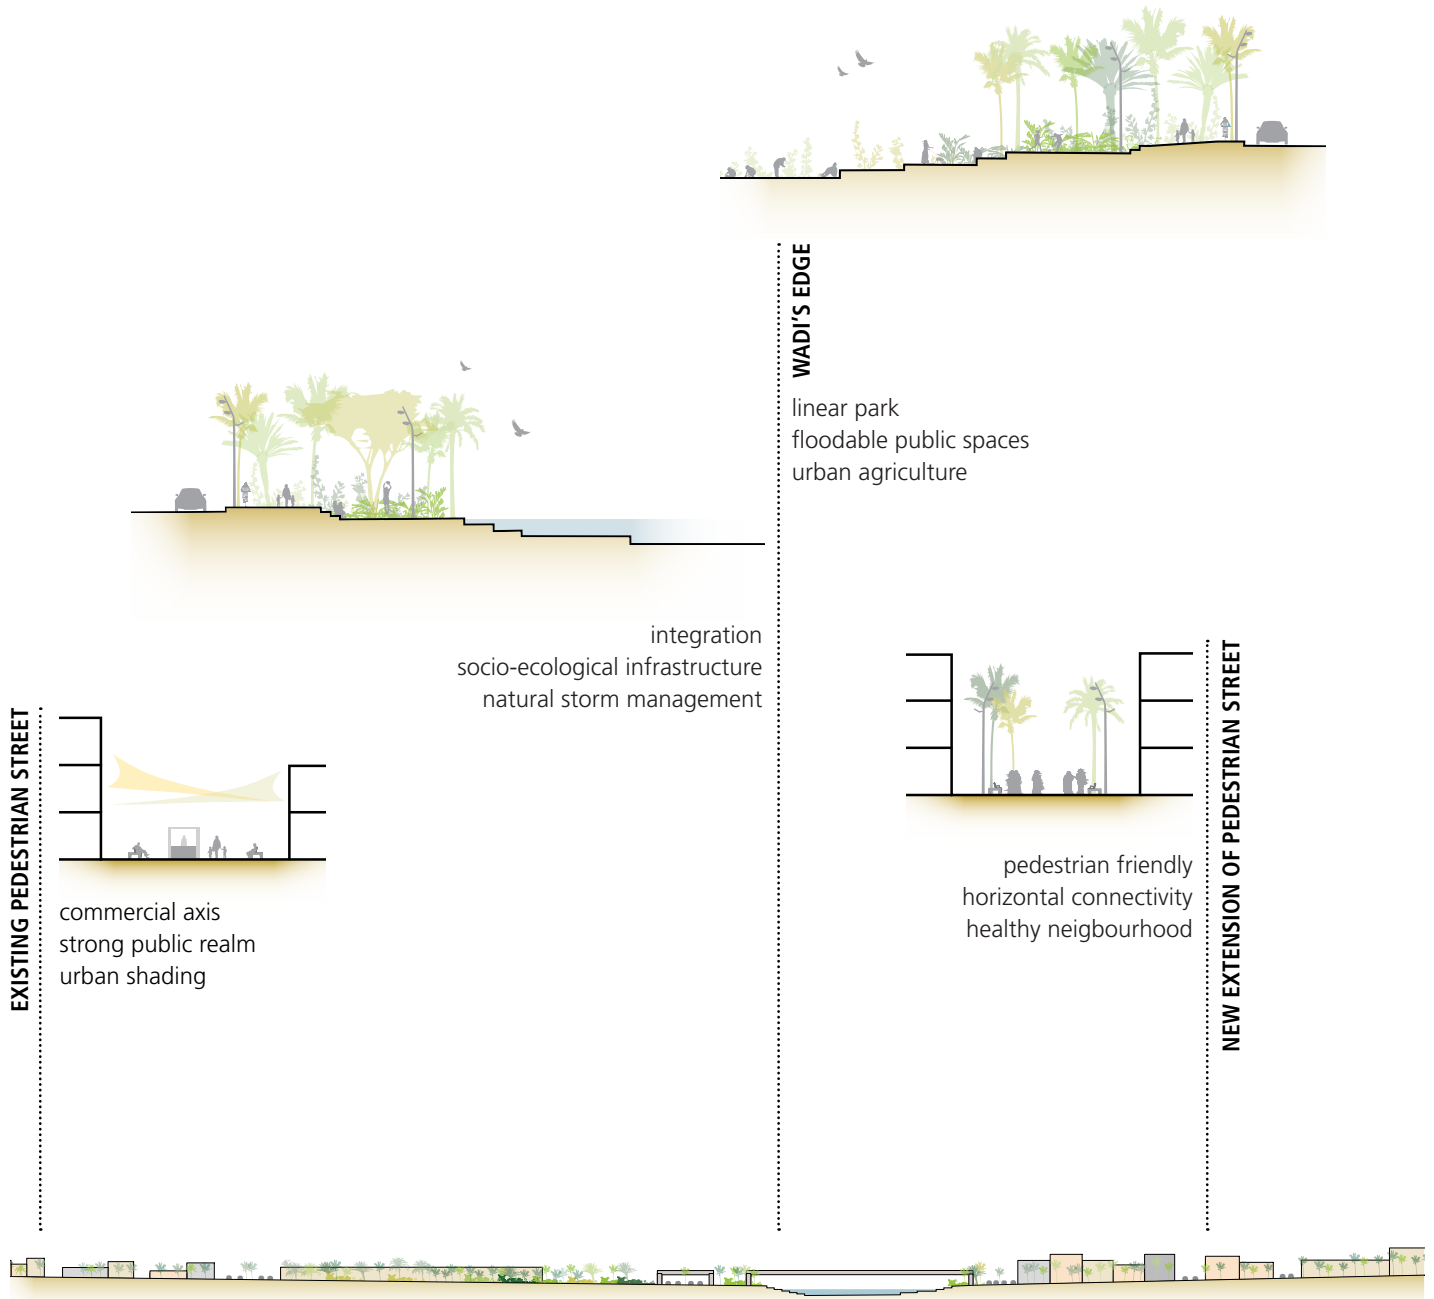 WADI'S EDGE
linear park
floodable public spaces
urban agriculture
integration
socio-ecological infrastructure
natural storm management
EXISTING PEDESTRIAN STREET
commercial axis
strong public realm
urban shading
NEW EXTENSION OF PEDESTRIAN STREET
pedestrian friendly
horizontal connectivity
healthy neigbourhood